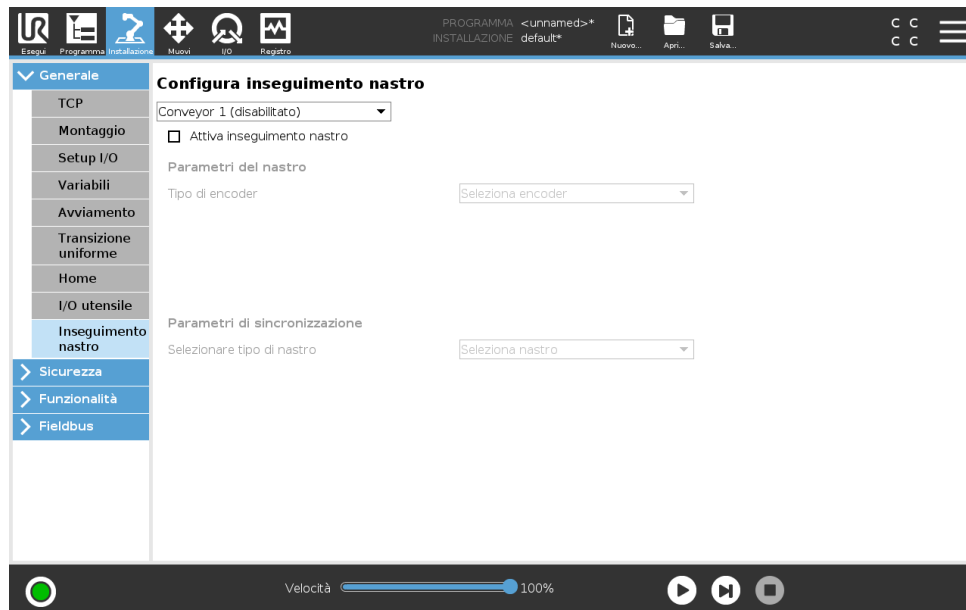 PROGRAMMA <unnamed>*
INSTALLAZIONE default*
UR
Esegui
Programma
Installazione
Muovi
I/O
Registro
Nuovo...
Apri...
Salva...
C C
C C
Generale
TCP
Montaggio
Setup I/O
Variabili
Avviamento
Transizione
uniforme
Home
I/O utensile
Inseguimento
nastro
Sicurezza
Funzionalità
Fieldbus
Configura inseguimento nastro
Conveyor 1 (disabilitato)
Attiva inseguimento nastro
Parametri del nastro
Tipo di encoder
Seleziona encoder
Parametri di sincronizzazione
Selezionare tipo di nastro
Seleziona nastro
Velocità
100%